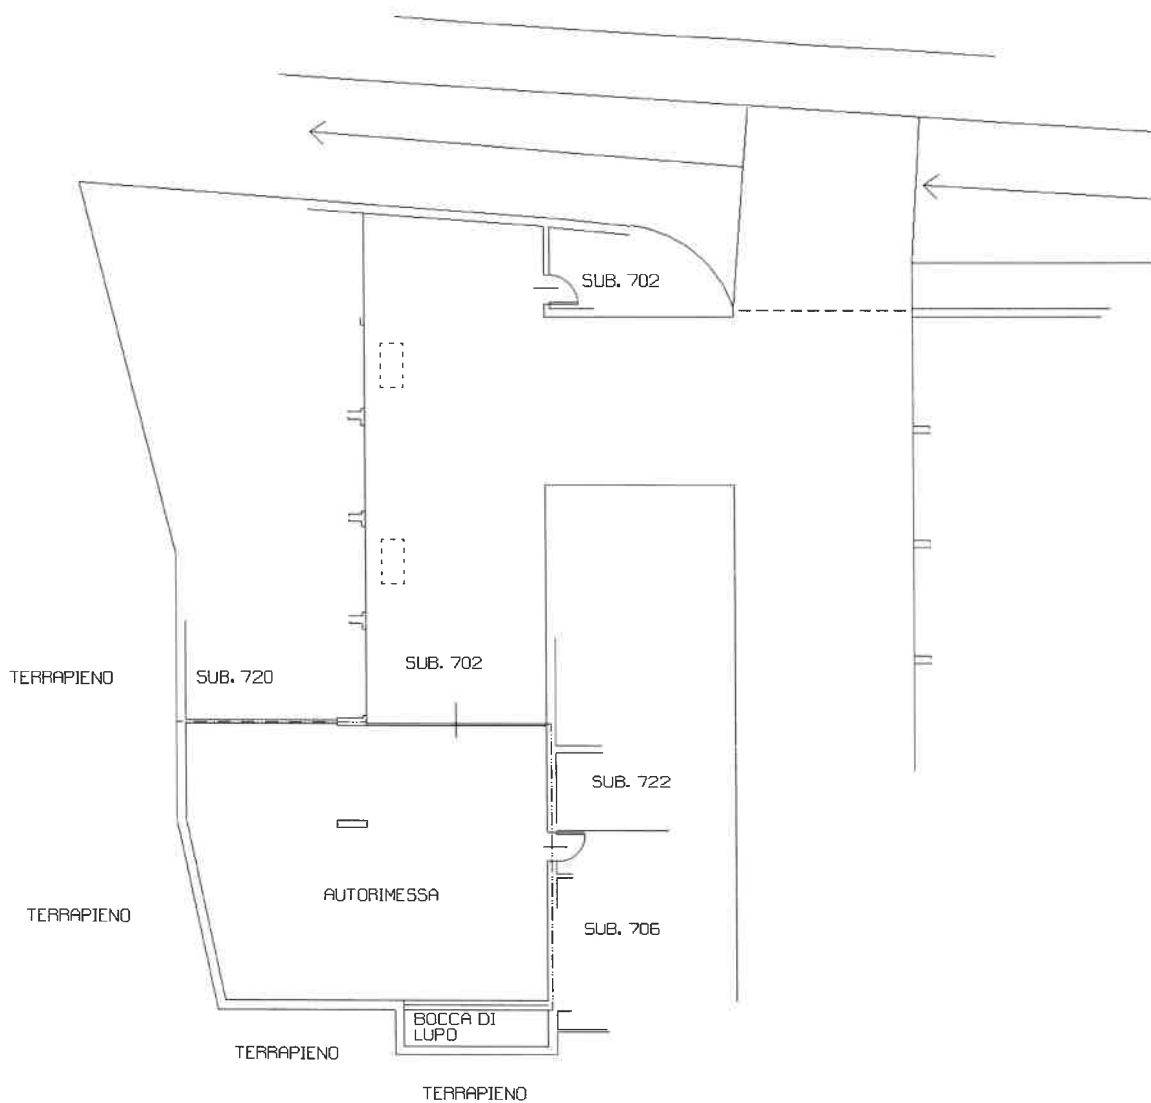 SUB. 702
SUB. 702
TERRAPIENO
SUB. 720
SUB. 722
AUTORIMESSA
TERRAPIENO
SUB. 706
BOCCA DI
LUPO
TERRAPIENO
TERRAPIENO